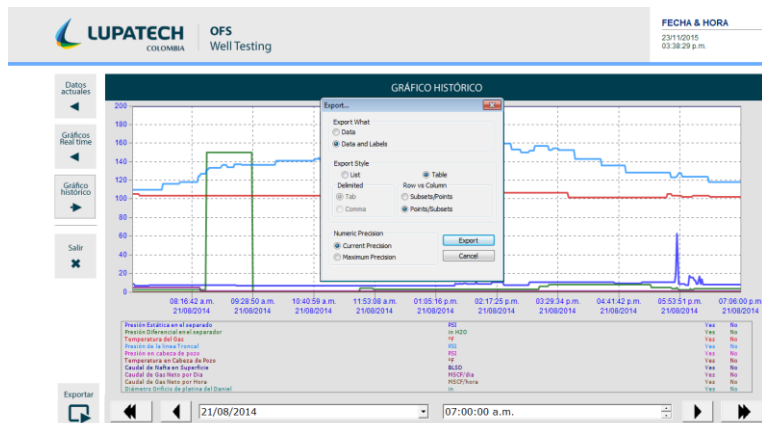 LUPATECH
COLOMBIA
OFS
Well Testing
FECHA & HORA
23/11/2015
03:38:29 p.m.
Datos
actuales
Gráficos
Real time
Gráfico
histórico
Salir
Exportar
GRÁFICO HISTÓRICO
200
180
160
140
120
100
80
60
40
20
0
Export...
Export What
Data
Data and Labels
Export Style
List
Table
Delimited
Row vs Column
Tab
Subsets/Points
Comma
Points/Subsets
Numeric Precision
Current Precision
Export
Maximum Precision
Cancel
08:16:42 a.m. 09:28:50 a.m. 10:40:59 a.m. 11:53:08 a.m. 01:05:16 p.m. 02:17:25 p.m. 03:29:34 p.m. 04:41:42 p.m. 05:53:51 p.m. 07:06:00 p.m
21/08/2014 21/08/2014 21/08/2014 21/08/2014 21/08/2014 21/08/2014 21/08/2014 21/08/2014 21/08/2014 21/08/2014
Presión Estática en el separado PSI Yes No
Presión Diferencial en el separador in H2O Yes No
Temperatura del Gas ºF Yes No
Presión de la línea Troncal PSI Yes No
Presión en cabeza de pozo PSI Yes No
Temperatura en Cabeza de Pozo ºF Yes No
Caudal de Nafta en Superficie BLSD Yes No
Caudal de Gas Neto por Dia MSCF/dia Yes No
Caudal de Gas Neto por Hora MSCF/hora Yes No
Diámetro Orificio de platina del Daniel in Yes No
21/08/2014
07:00:00 a.m.